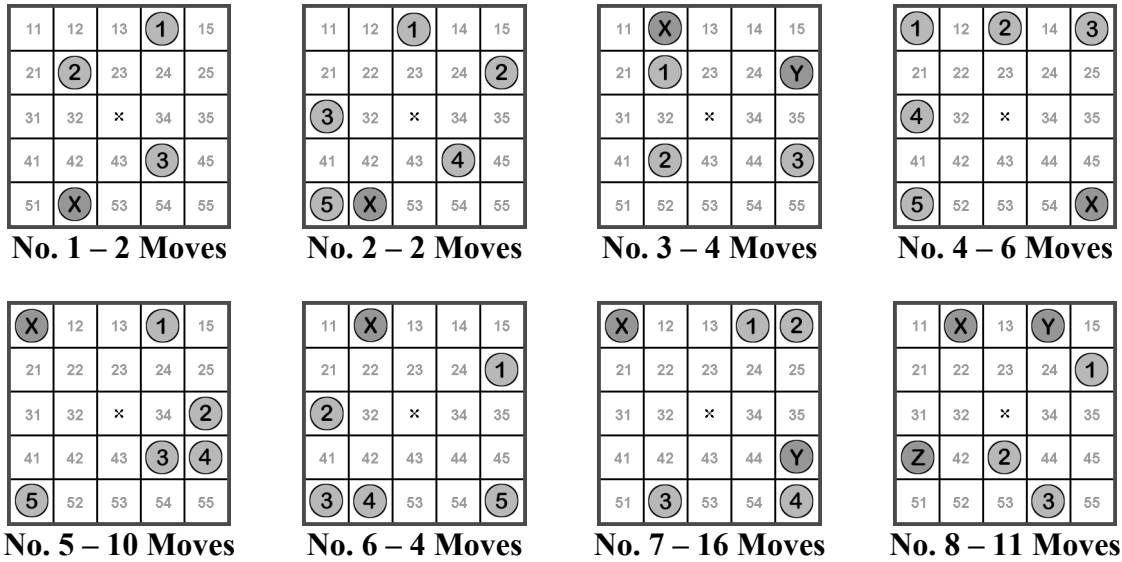 11 12 13 1 15 11 12 1 14 15 11 X 13 14 15 1 12 2 14 3
21 2 23 24 25 21 22 23 24 2 21 1 23 24 Y 21 22 23 24 25
31 32 × 34 35 3 32 × 34 35 31 32 × 34 35 4 32 × 34 35
41 42 43 3 45 41 42 43 4 45 41 2 43 44 3 41 42 43 44 45
51 X 53 54 55 5 X 53 54 55 51 52 53 54 55 5 52 53 54 X
No. 1 – 2 Moves No. 2 – 2 Moves No. 3 – 4 Moves No. 4 – 6 Moves
X 12 13 1 15 11 X 13 14 15 X 12 13 1 2 11 X 13 Y 15
21 22 23 24 25 21 22 23 24 1 21 22 23 24 25 21 22 23 24 1
31 32 × 34 2 2 32 × 34 35 31 32 × 34 35 31 32 × 34 35
41 42 43 3 4 41 42 43 44 45 41 42 43 44 Y Z 42 2 44 45
5 52 53 54 55 3 4 53 54 5 51 3 53 54 4 51 52 53 3 55
No. 5 – 10 Moves No. 6 – 4 Moves No. 7 – 16 Moves No. 8 – 11 Moves